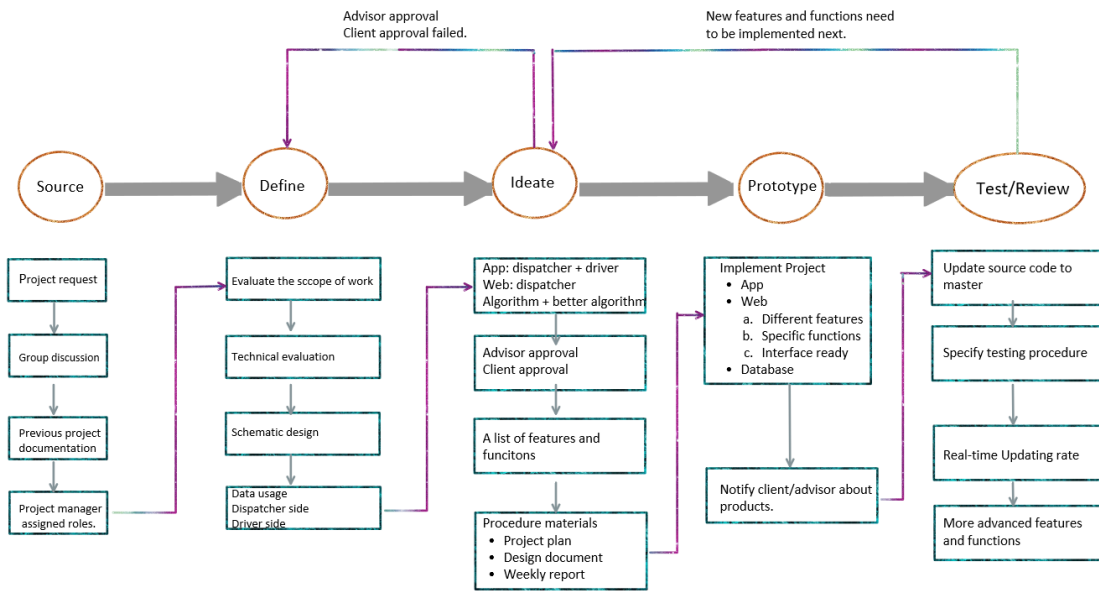 Advisor approval
Client approval failed.
New features and functions need
to be implemented next.
Source
Define
Ideate
Prototype
Test/Review
Project request
Group discussion
Previous project
documentation
Project manager
assigned roles.
Evaluate the sccope of work
Technical evaluation
Schematic design
Data usage
Dispatcher side
Driver side
App: dispatcher + driver
Web: dispatcher
Algorithm + better algorithm
Advisor approval
Client approval
A list of features and
funcitons
Procedure materials
• Project plan
• Design document
• Weekly report
Implement Project
• App
• Web
a. Different features
b. Specific functions
c. Interface ready
• Database
Notify client/advisor about
products.
Update source code to
master
Specify testing procedure
Real-time Updating rate
More advanced features
and functions